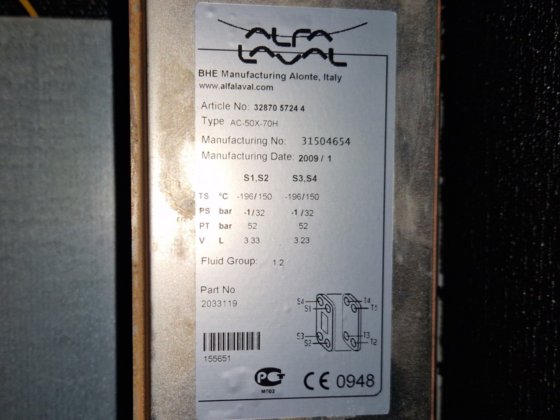 ALFA
LAVAL
BHE Manufacturing Alonte, Italy
www.alfalaval.com
Article No: 32870 5724 4
Type AC-50X-70H
Manufacturing No: 31504654
Manufacturing Date: 2009 / 1
S1,S2 S3,S4
TS °C -196/150 -196/150
PS bar -1/32 -1/32
PT bar 52 52
V L 3.33 3.23
Fluid Group: 1 2
Part No
2033119
S4 T4
S1 T5
S3 T3
S2 T2
155651
РСТ
МТ02
CE 0948